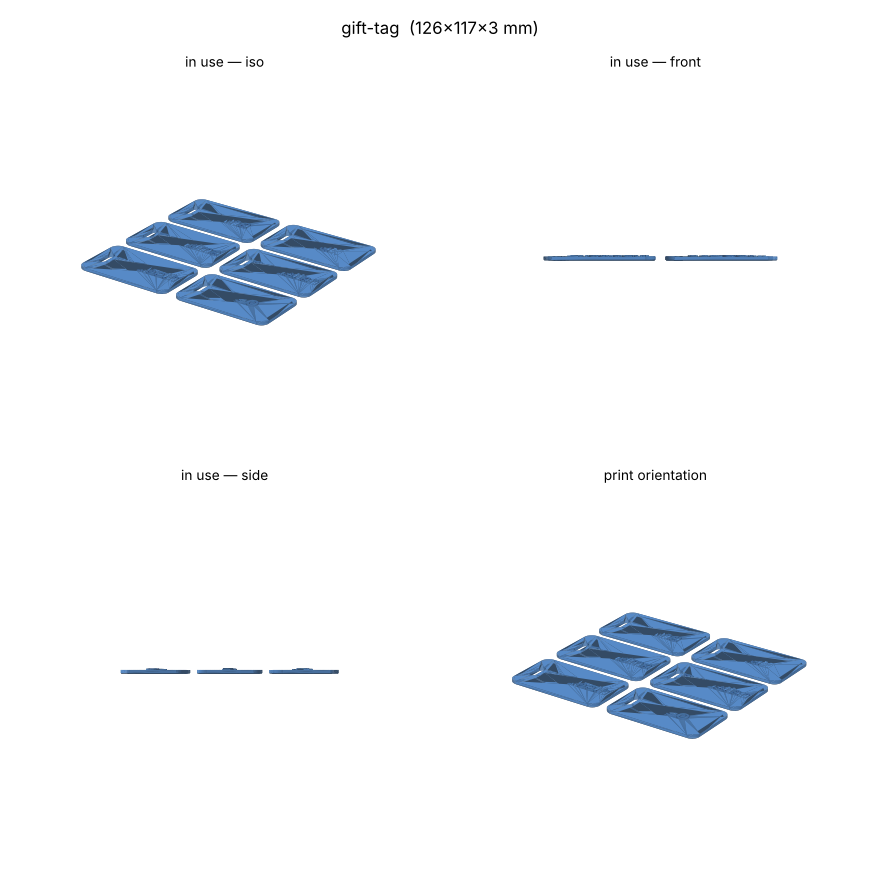 gift-tag (126×117×3 mm)
in use — iso
in use — front
in use — side
print orientation